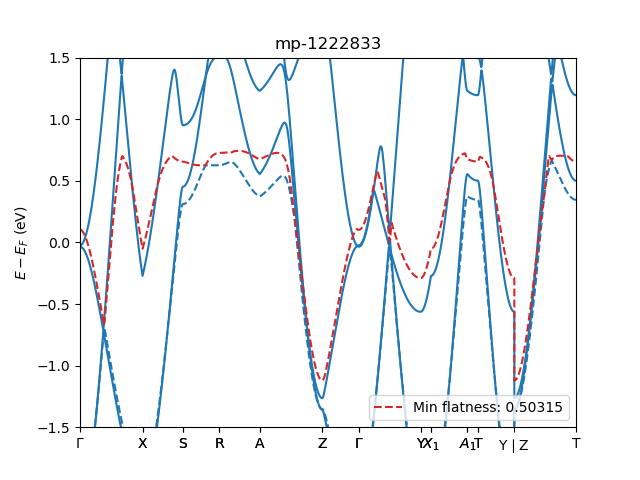 mp-1222833
E − E_F (eV)
1.5
1.0
0.5
0.0
−0.5
−1.0
−1.5
Min flatness: 0.50315
Γ X S R A Z Γ Y X₁ A₁ T Y | Z T